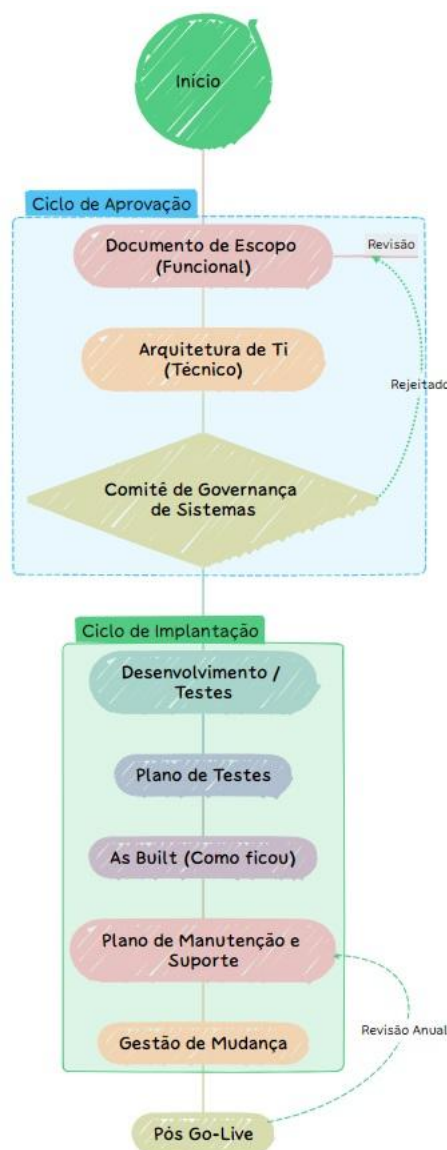 Início
Ciclo de Aprovação
Documento de Escopo
(Funcional)
Revisão
Arquitetura de Ti
(Técnico)
Rejeitado
Comitê de Governança
de Sistemas
Ciclo de Implantação
Desenvolvimento /
Testes
Plano de Testes
As Built (Como ficou)
Plano de Manutenção e
Suporte
Revisão Anual
Gestão de Mudança
Pós Go-Live